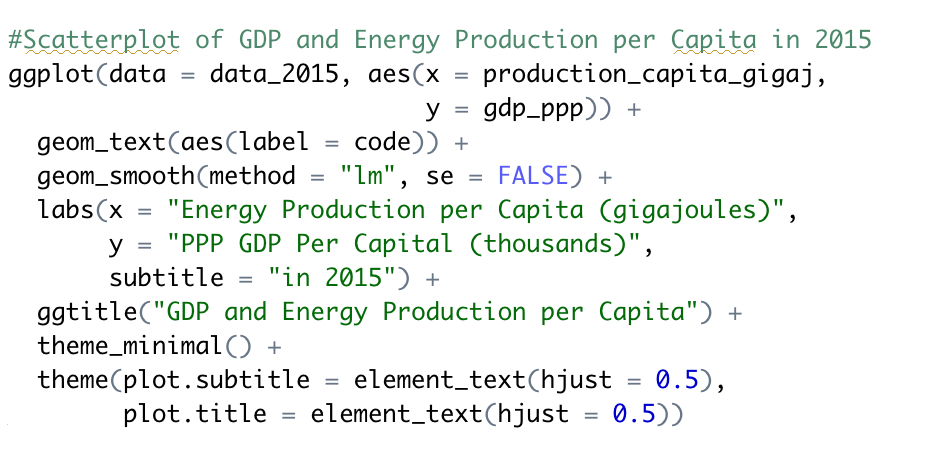 #Scatterplot of GDP and Energy Production per Capita in 2015
ggplot(data = data_2015, aes(x = production_capita_gigaj,
                             y = gdp_ppp)) +
  geom_text(aes(label = code)) +
  geom_smooth(method = "lm", se = FALSE) +
  labs(x = "Energy Production per Capita (gigajoules)",
       y = "PPP GDP Per Capital (thousands)",
       subtitle = "in 2015") +
  ggtitle("GDP and Energy Production per Capita") +
  theme_minimal() +
  theme(plot.subtitle = element_text(hjust = 0.5),
        plot.title = element_text(hjust = 0.5))